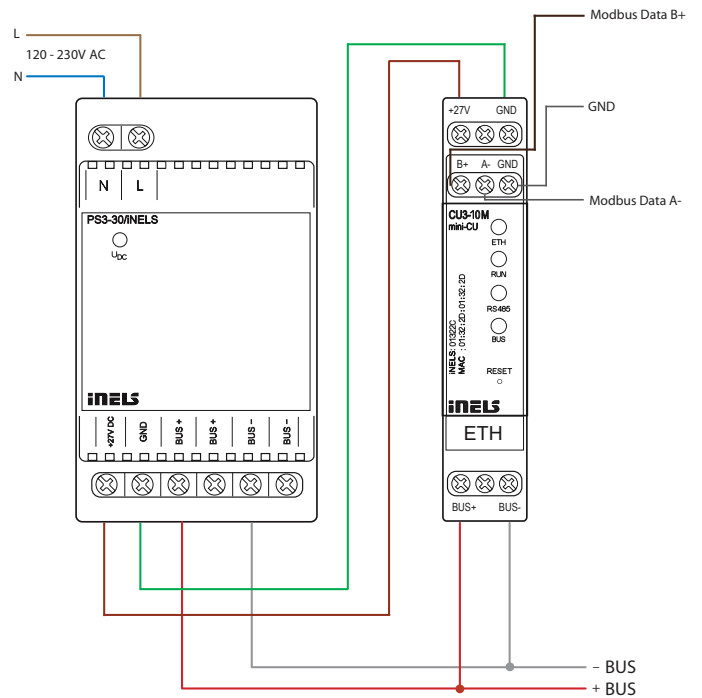 L
120 - 230V AC
N
N L
PS3-30/iNELS
UDC
iNELS
+27V DC
GND
BUS +
BUS +
BUS –
BUS –
Modbus Data B+
+27V GND
GND
B+ A- GND
Modbus Data A-
CU3-10M
mini-CU
ETH
RUN
RS485
BUS
iNELS: 01322C
MAC : 01:32:2D:01:32:2D
RESET
iNELS
ETH
BUS+ BUS-
– BUS
+ BUS